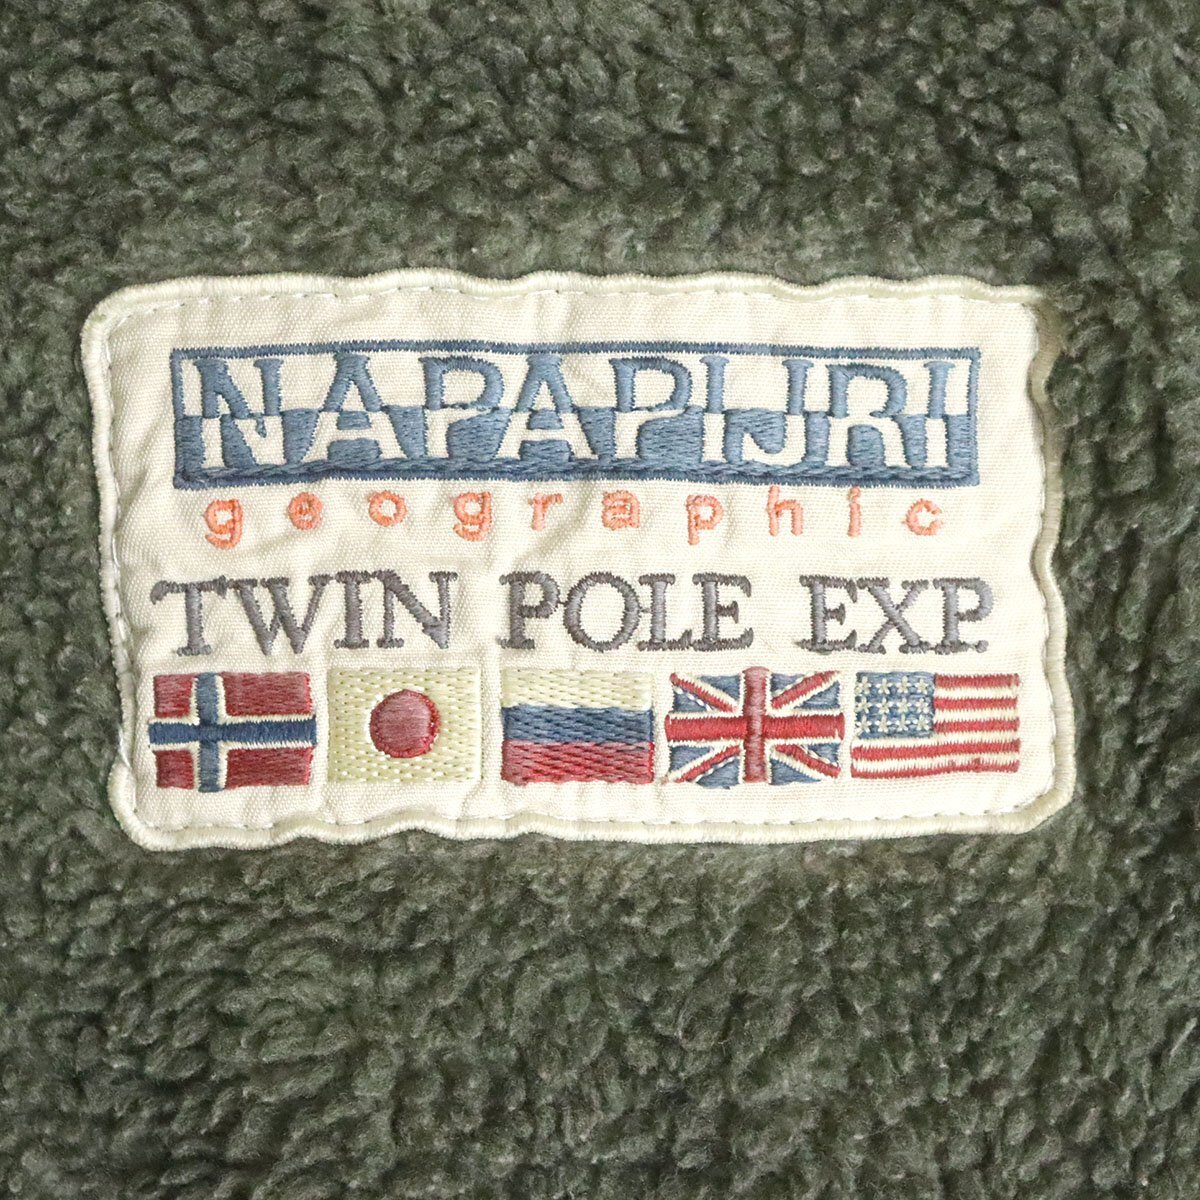 NAPAPIJRI
geographic
TWIN POLE EXP.